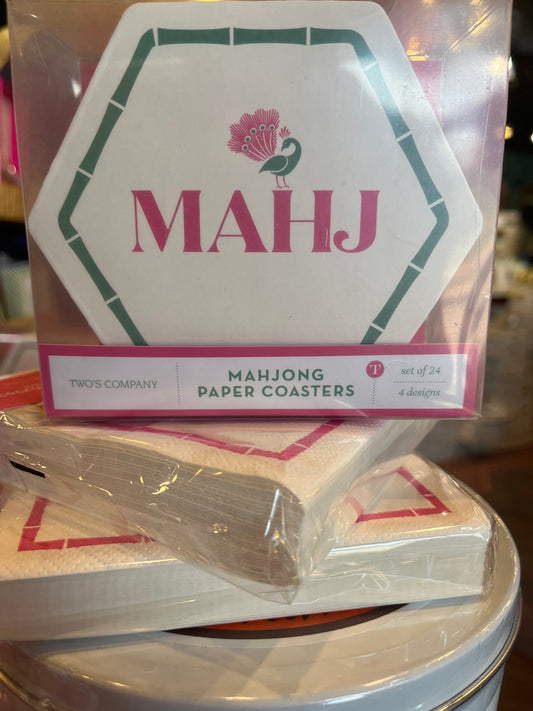 MAHJ
TWO'S COMPANY
MAHJONG
PAPER COASTERS
T
set of 24
4 designs